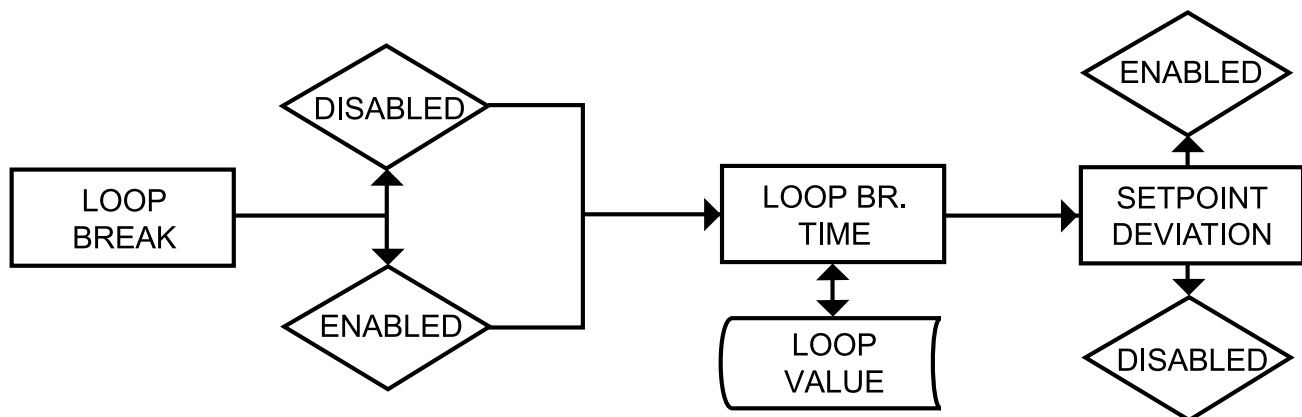 LOOP
BREAK
DISABLED
ENABLED
LOOP BR.
TIME
LOOP
VALUE
ENABLED
SETPOINT
DEVIATION
DISABLED